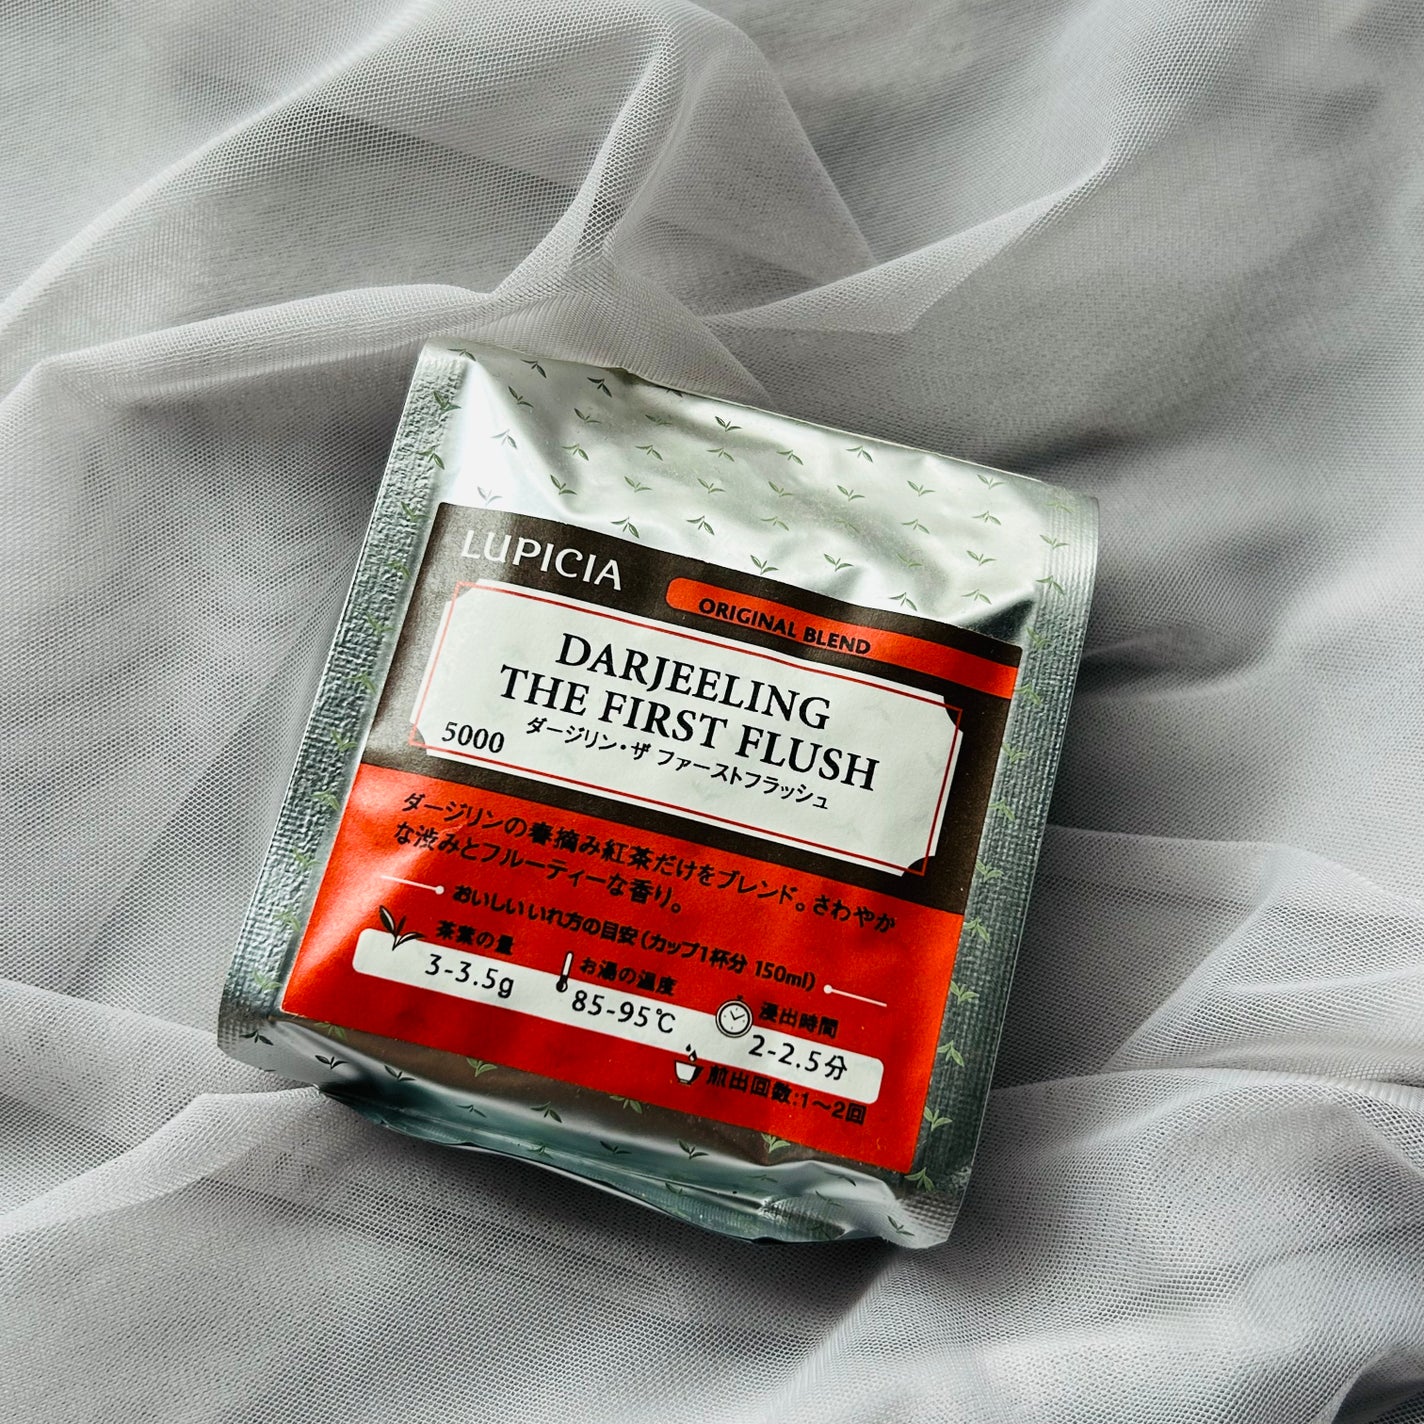 LUPICIA
ORIGINAL BLEND
DARJEELING
THE FIRST FLUSH
5000
ダージリン・ザ ファーストフラッシュ
ダージリンの春摘み紅茶だけをブレンド。さわやか
な渋みとフルーティーな香り。
おいしいいれ方の目安(カップ1杯分 150ml)
茶葉の量
3-3.5g
お湯の温度
85-95℃
浸出時間
2-2.5分
煎出回数:1〜2回